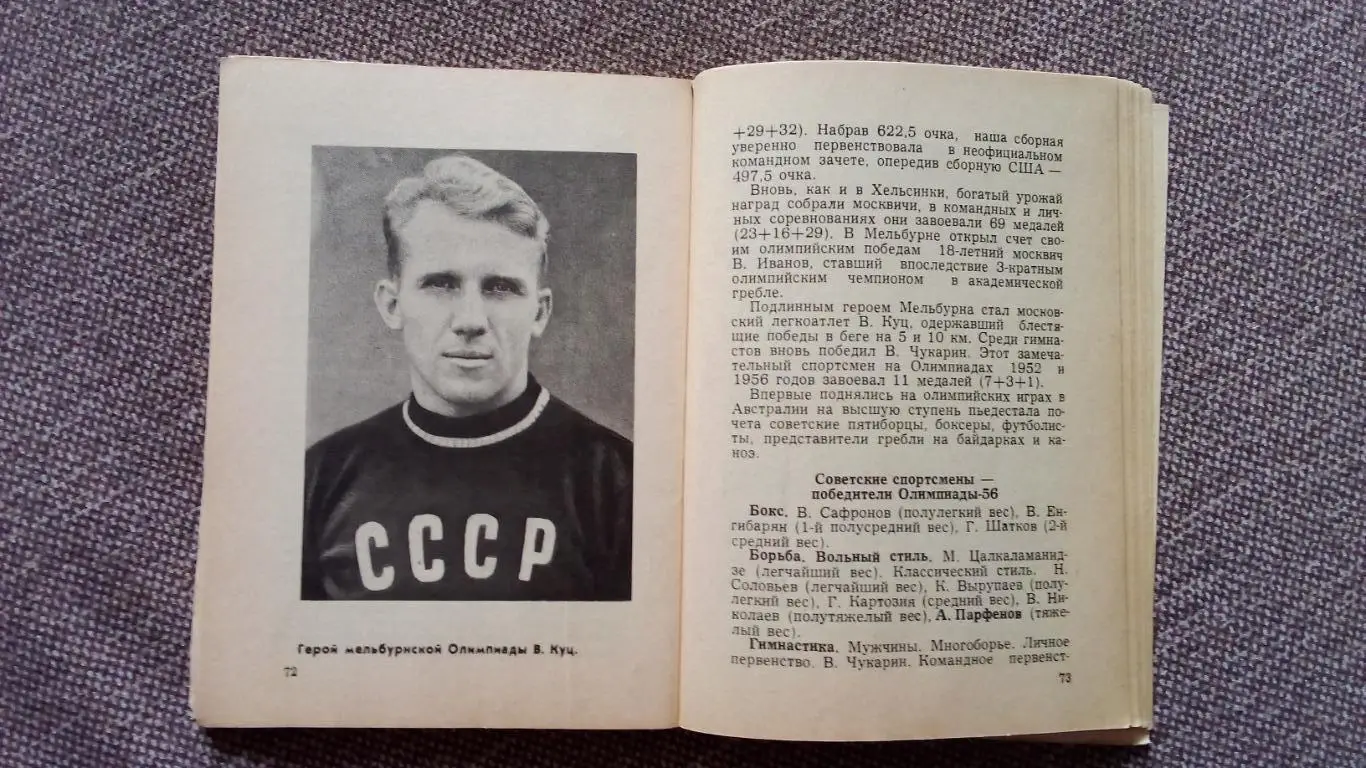 СССР
Герой мельбурнской Олимпиады В. Куц.
72
+29+32). Набрав 622,5 очка, наша сборная
уверенно первенствовала в неофициальном
командном зачете, опередив сборную США —
497,5 очка.
Вновь, как и в Хельсинки, богатый урожай
наград собрали москвичи, в командных и лич-
ных соревнованиях они завоевали 69 медалей
(23+16+29). В Мельбурне открыл счет сво-
им олимпийским победам 18-летний москвич
В. Иванов, ставший впоследствие 3-кратным
олимпийским чемпионом в академической
гребле.
Подлинным героем Мельбурна стал москов-
ский легкоатлет В. Куц, одержавший блестя-
щие победы в беге на 5 и 10 км. Среди гимна-
стов вновь победил В. Чукарин. Этот замеча-
тельный спортсмен на Олимпиадах 1952 и
1956 годов завоевал 11 медалей (7+3+1).
Впервые поднялись на олимпийских играх в
Австралии на высшую ступень пьедестала по-
чета советские пятиборцы, боксеры, футболис-
ты, представители гребли на байдарках и ка-
ноэ.
Советские спортсмены —
победители Олимпиады-56
Бокс. В. Сафронов (полулегкий вес), В. Ен-
гибарян (1-й полусредний вес), Г. Шатков (2-й
средний вес).
Борьба. Вольный стиль. М. Цалкаламанид-
зе (легчайший вес). Классический стиль. Н.
Соловьев (легчайший вес), К. Вырупаев (полу-
легкий вес), Г. Картозия (средний вес), В. Ни-
колаев (полутяжелый вес), А. Парфенов (тяже-
лый вес).
Гимнастика. Мужчины. Многоборье. Личное
первенство. В. Чукарин. Командное первенст-
73